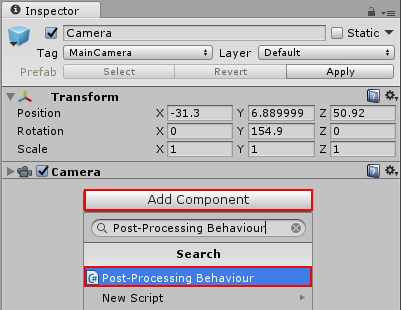 Inspector
Camera Static
Tag MainCamera Layer Default
Prefab Select Revert Apply
Transform
Position X -31.3 Y 6.889999 Z 50.92
Rotation X 0 Y 154.9 Z 0
Scale X 1 Y 1 Z 1
Camera
Add Component
Post-Processing Behaviour
Search
C# Post-Processing Behaviour
New Script